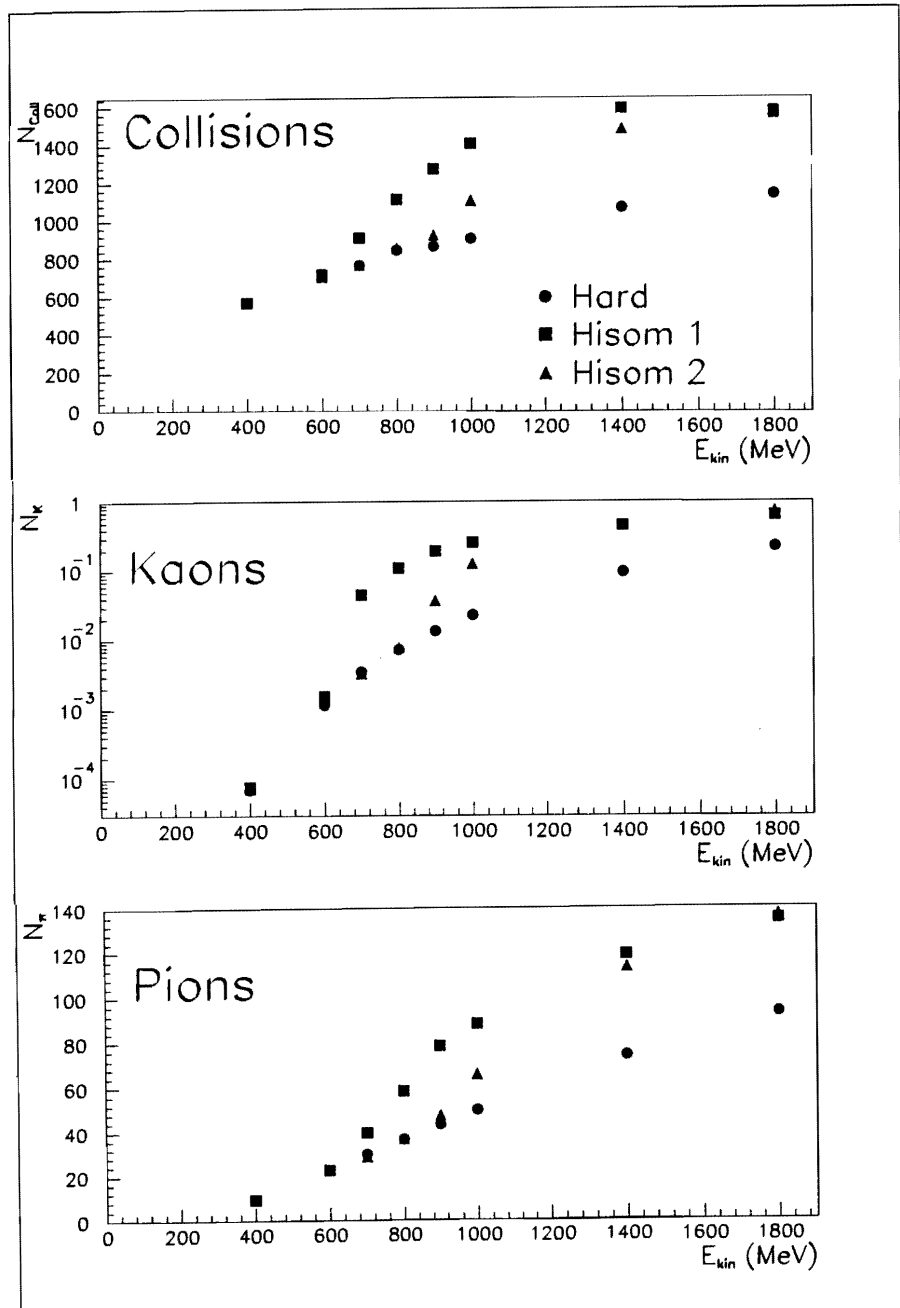 N_coll
1600
1400
1200
1000
800
600
400
200
0
Collisions
● Hard
■ Hisom 1
▲ Hisom 2
0 200 400 600 800 1000 1200 1400 1600 1800
E_kin (MeV)
N_K
1
10^-1
10^-2
10^-3
10^-4
Kaons
0 200 400 600 800 1000 1200 1400 1600 1800
E_kin (MeV)
N_π
140
120
100
80
60
40
20
0
Pions
0 200 400 600 800 1000 1200 1400 1600 1800
E_kin (MeV)